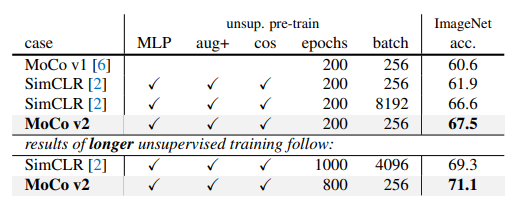 unsup. pre-train ImageNet
case MLP aug+ cos epochs batch acc.
MoCo v1 [6] 200 256 60.6
SimCLR [2] ✓ ✓ ✓ 200 256 61.9
SimCLR [2] ✓ ✓ ✓ 200 8192 66.6
MoCo v2 ✓ ✓ ✓ 200 256 67.5
results of longer unsupervised training follow:
SimCLR [2] ✓ ✓ ✓ 1000 4096 69.3
MoCo v2 ✓ ✓ ✓ 800 256 71.1